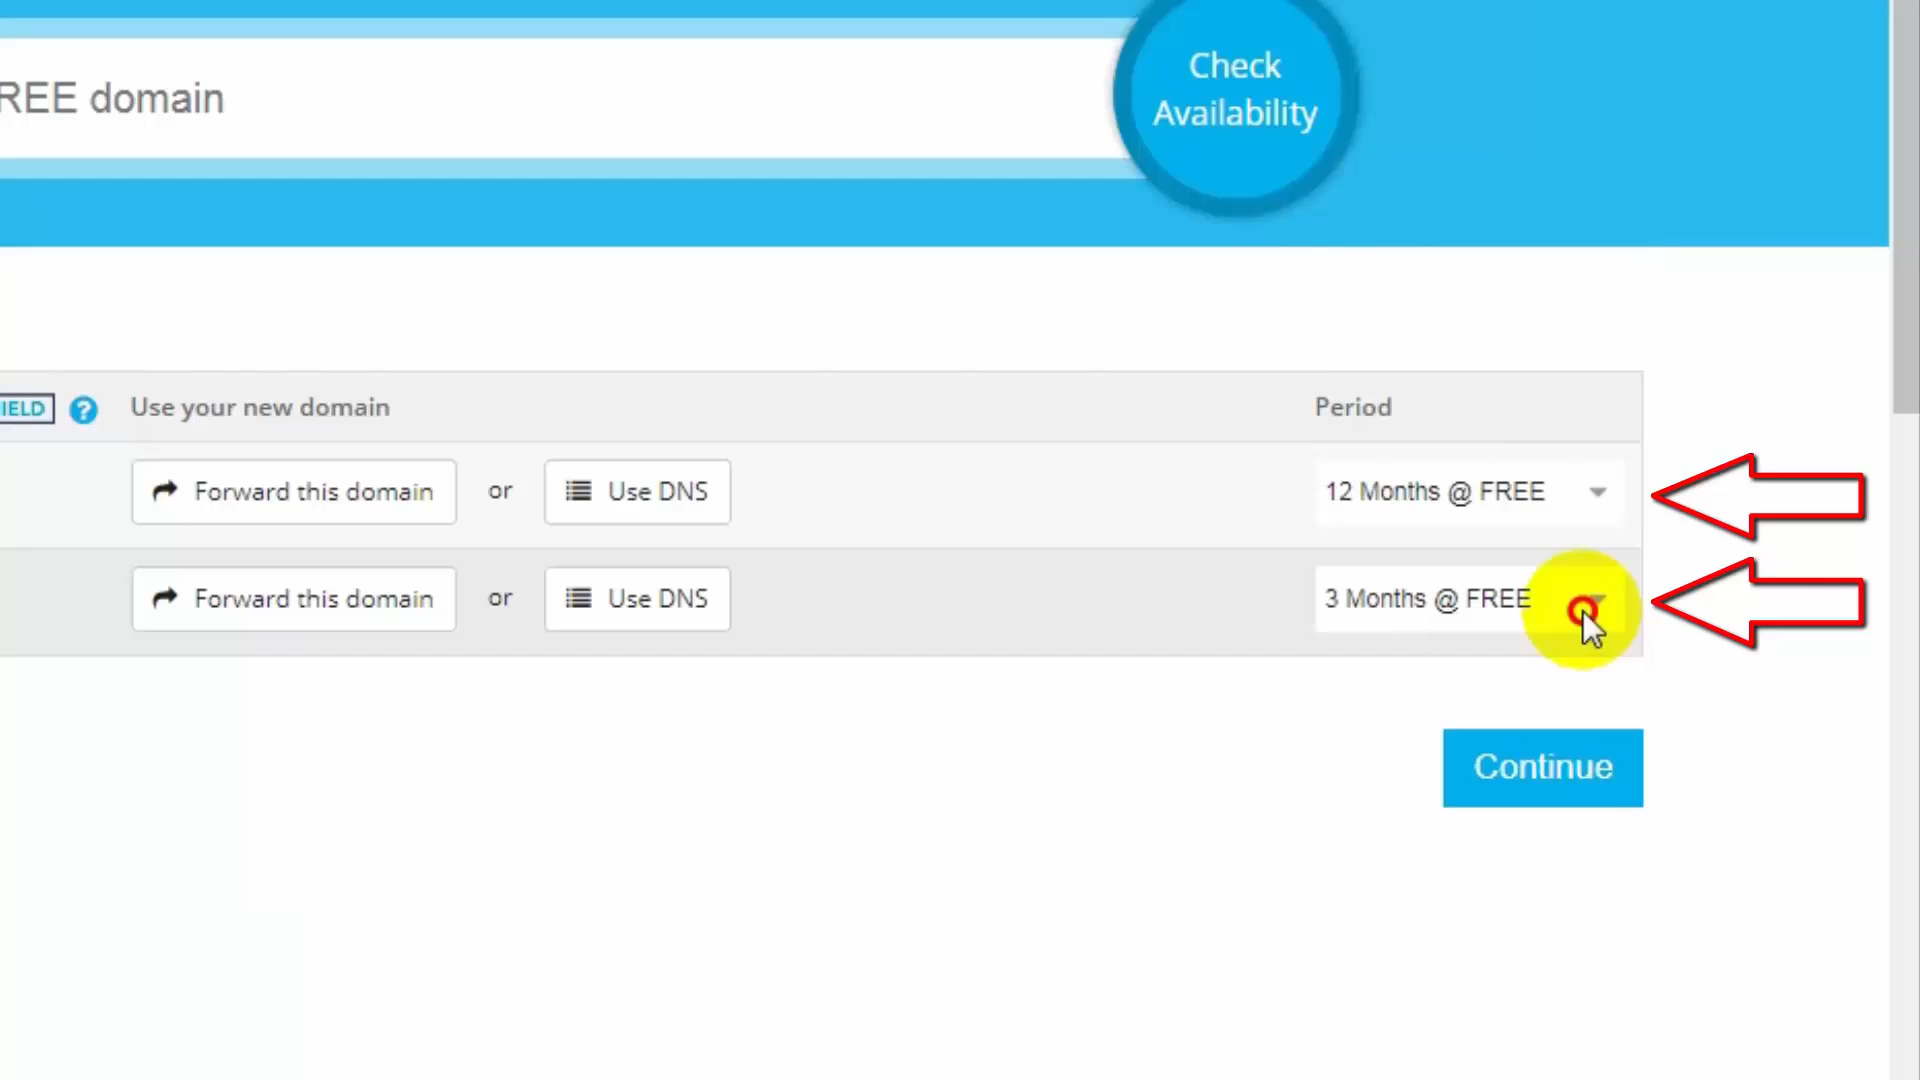 Check
Availability
REE domain
IELD ? Use your new domain Period
Forward this domain or Use DNS 12 Months @ FREE
Forward this domain or Use DNS 3 Months @ FREE
Continue